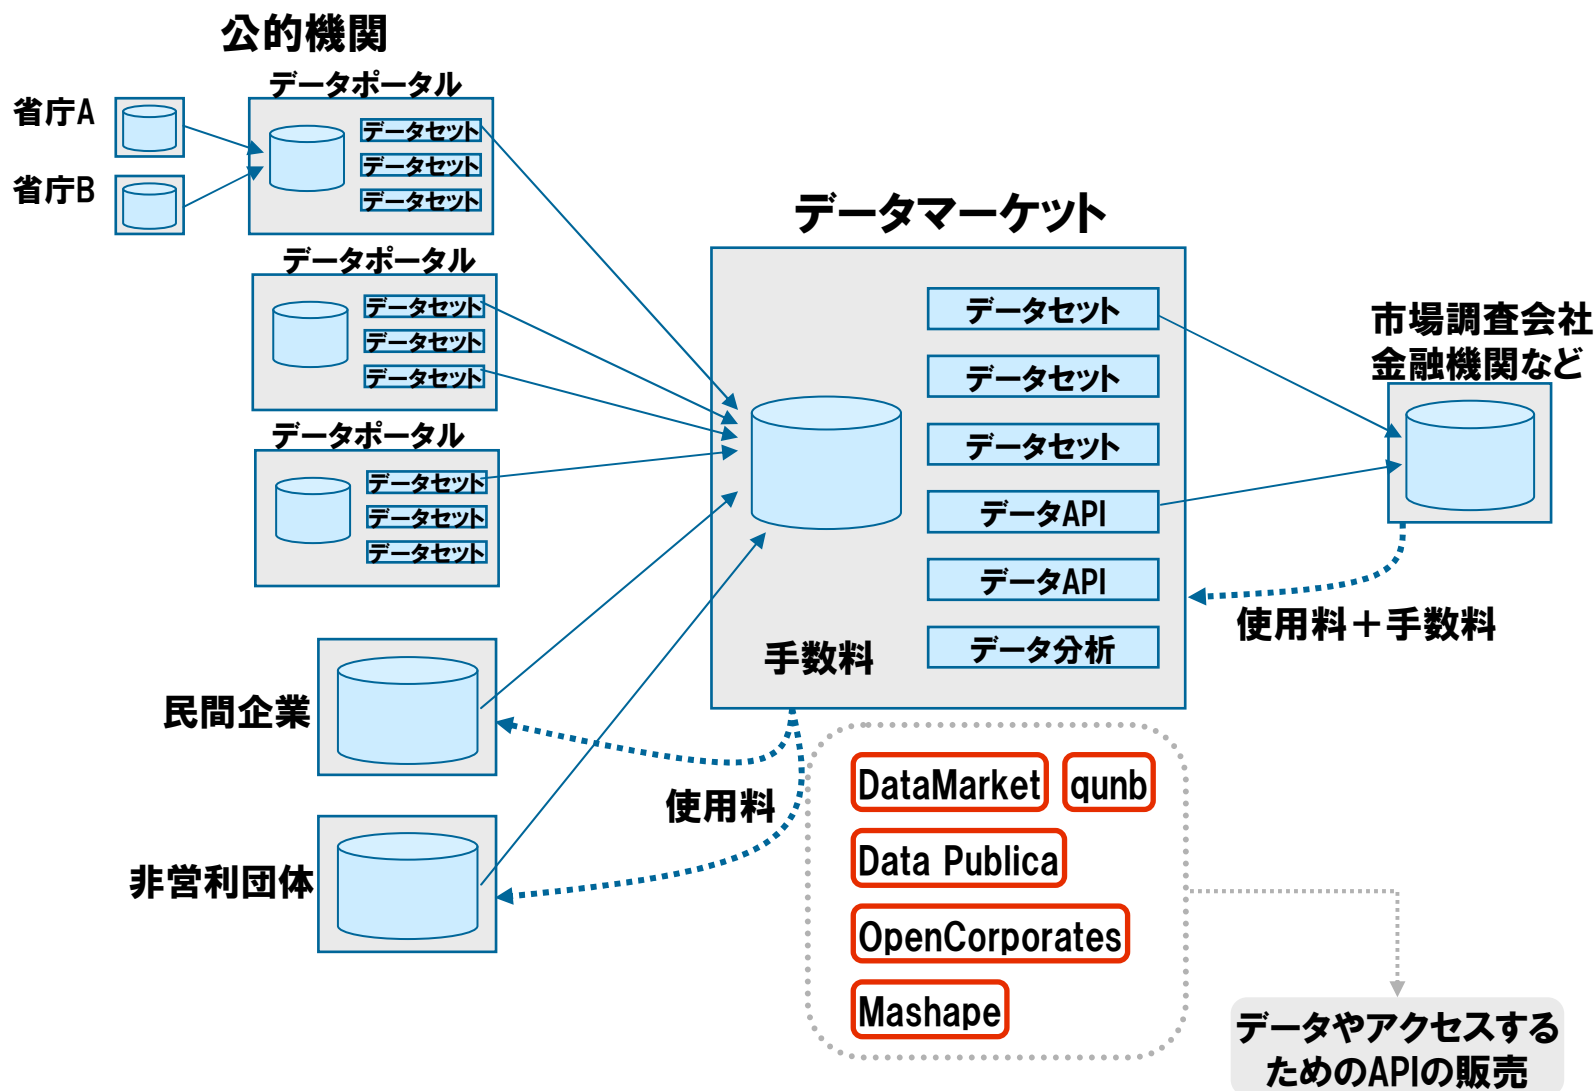 公的機関
データポータル
省庁A
省庁B
データセット
データセット
データセット
データポータル
データセット
データセット
データセット
データポータル
データセット
データセット
データセット
民間企業
非営利団体
データマーケット
データセット
データセット
データセット
データAPI
データAPI
データ分析
手数料
使用料
市場調査会社
金融機関など
使用料＋手数料
DataMarket
qunb
Data Publica
OpenCorporates
Mashape
データやアクセスする
ためのAPIの販売